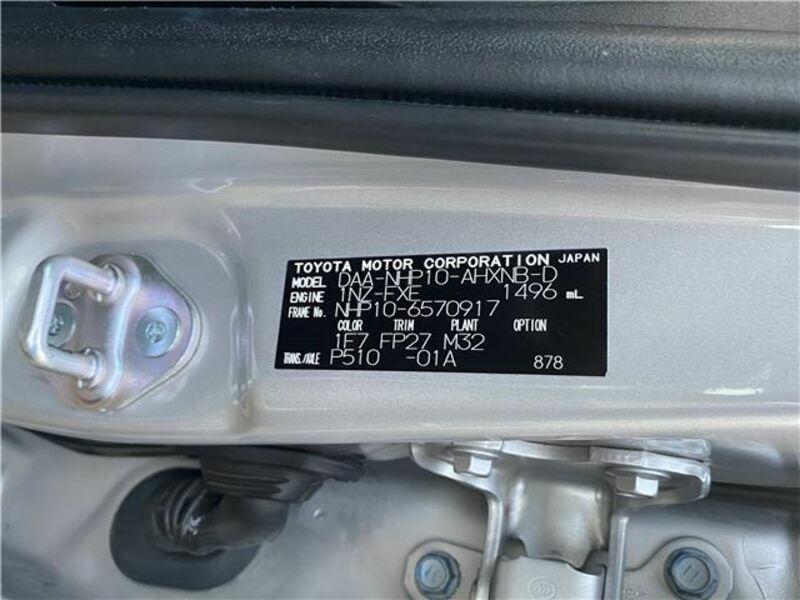 TOYOTA MOTOR CORPORATION JAPAN
MODEL DAA-NHP10-AHXNB-D
ENGINE 1NZ-FXE 1496 mL
FRAME No. NHP10-6570917
COLOR TRIM PLANT OPTION
1F7 FP27 M32
TRANS./AXLE P510 -01A 878